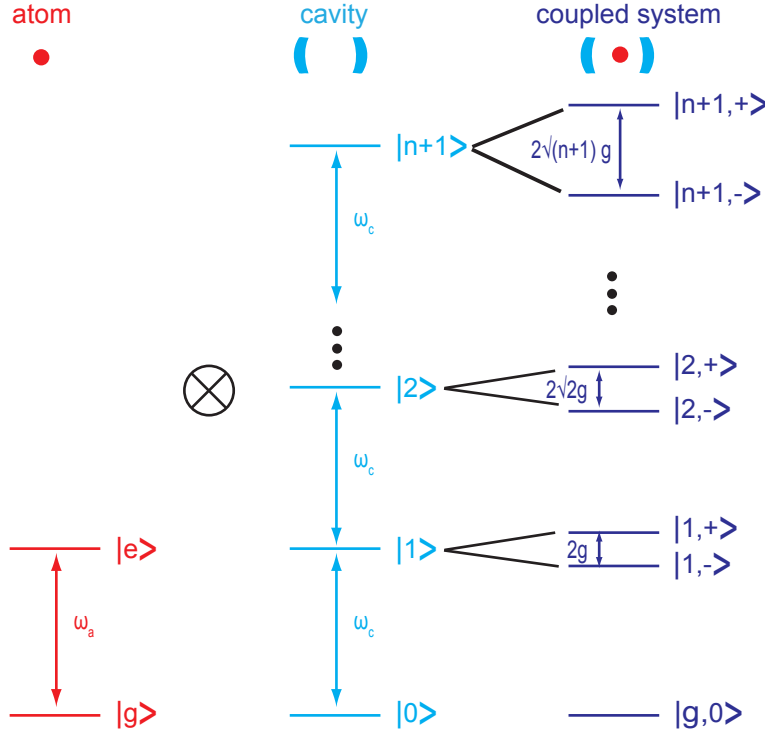 atom cavity coupled system
|n+1> |n+1,+>
2√(n+1) g
|n+1,->
ω_c
|2> |2,+>
2√2g
|2,->
ω_c
|e> |1> |1,+>
2g
|1,->
ω_a ω_c
|g> |0> |g,0>